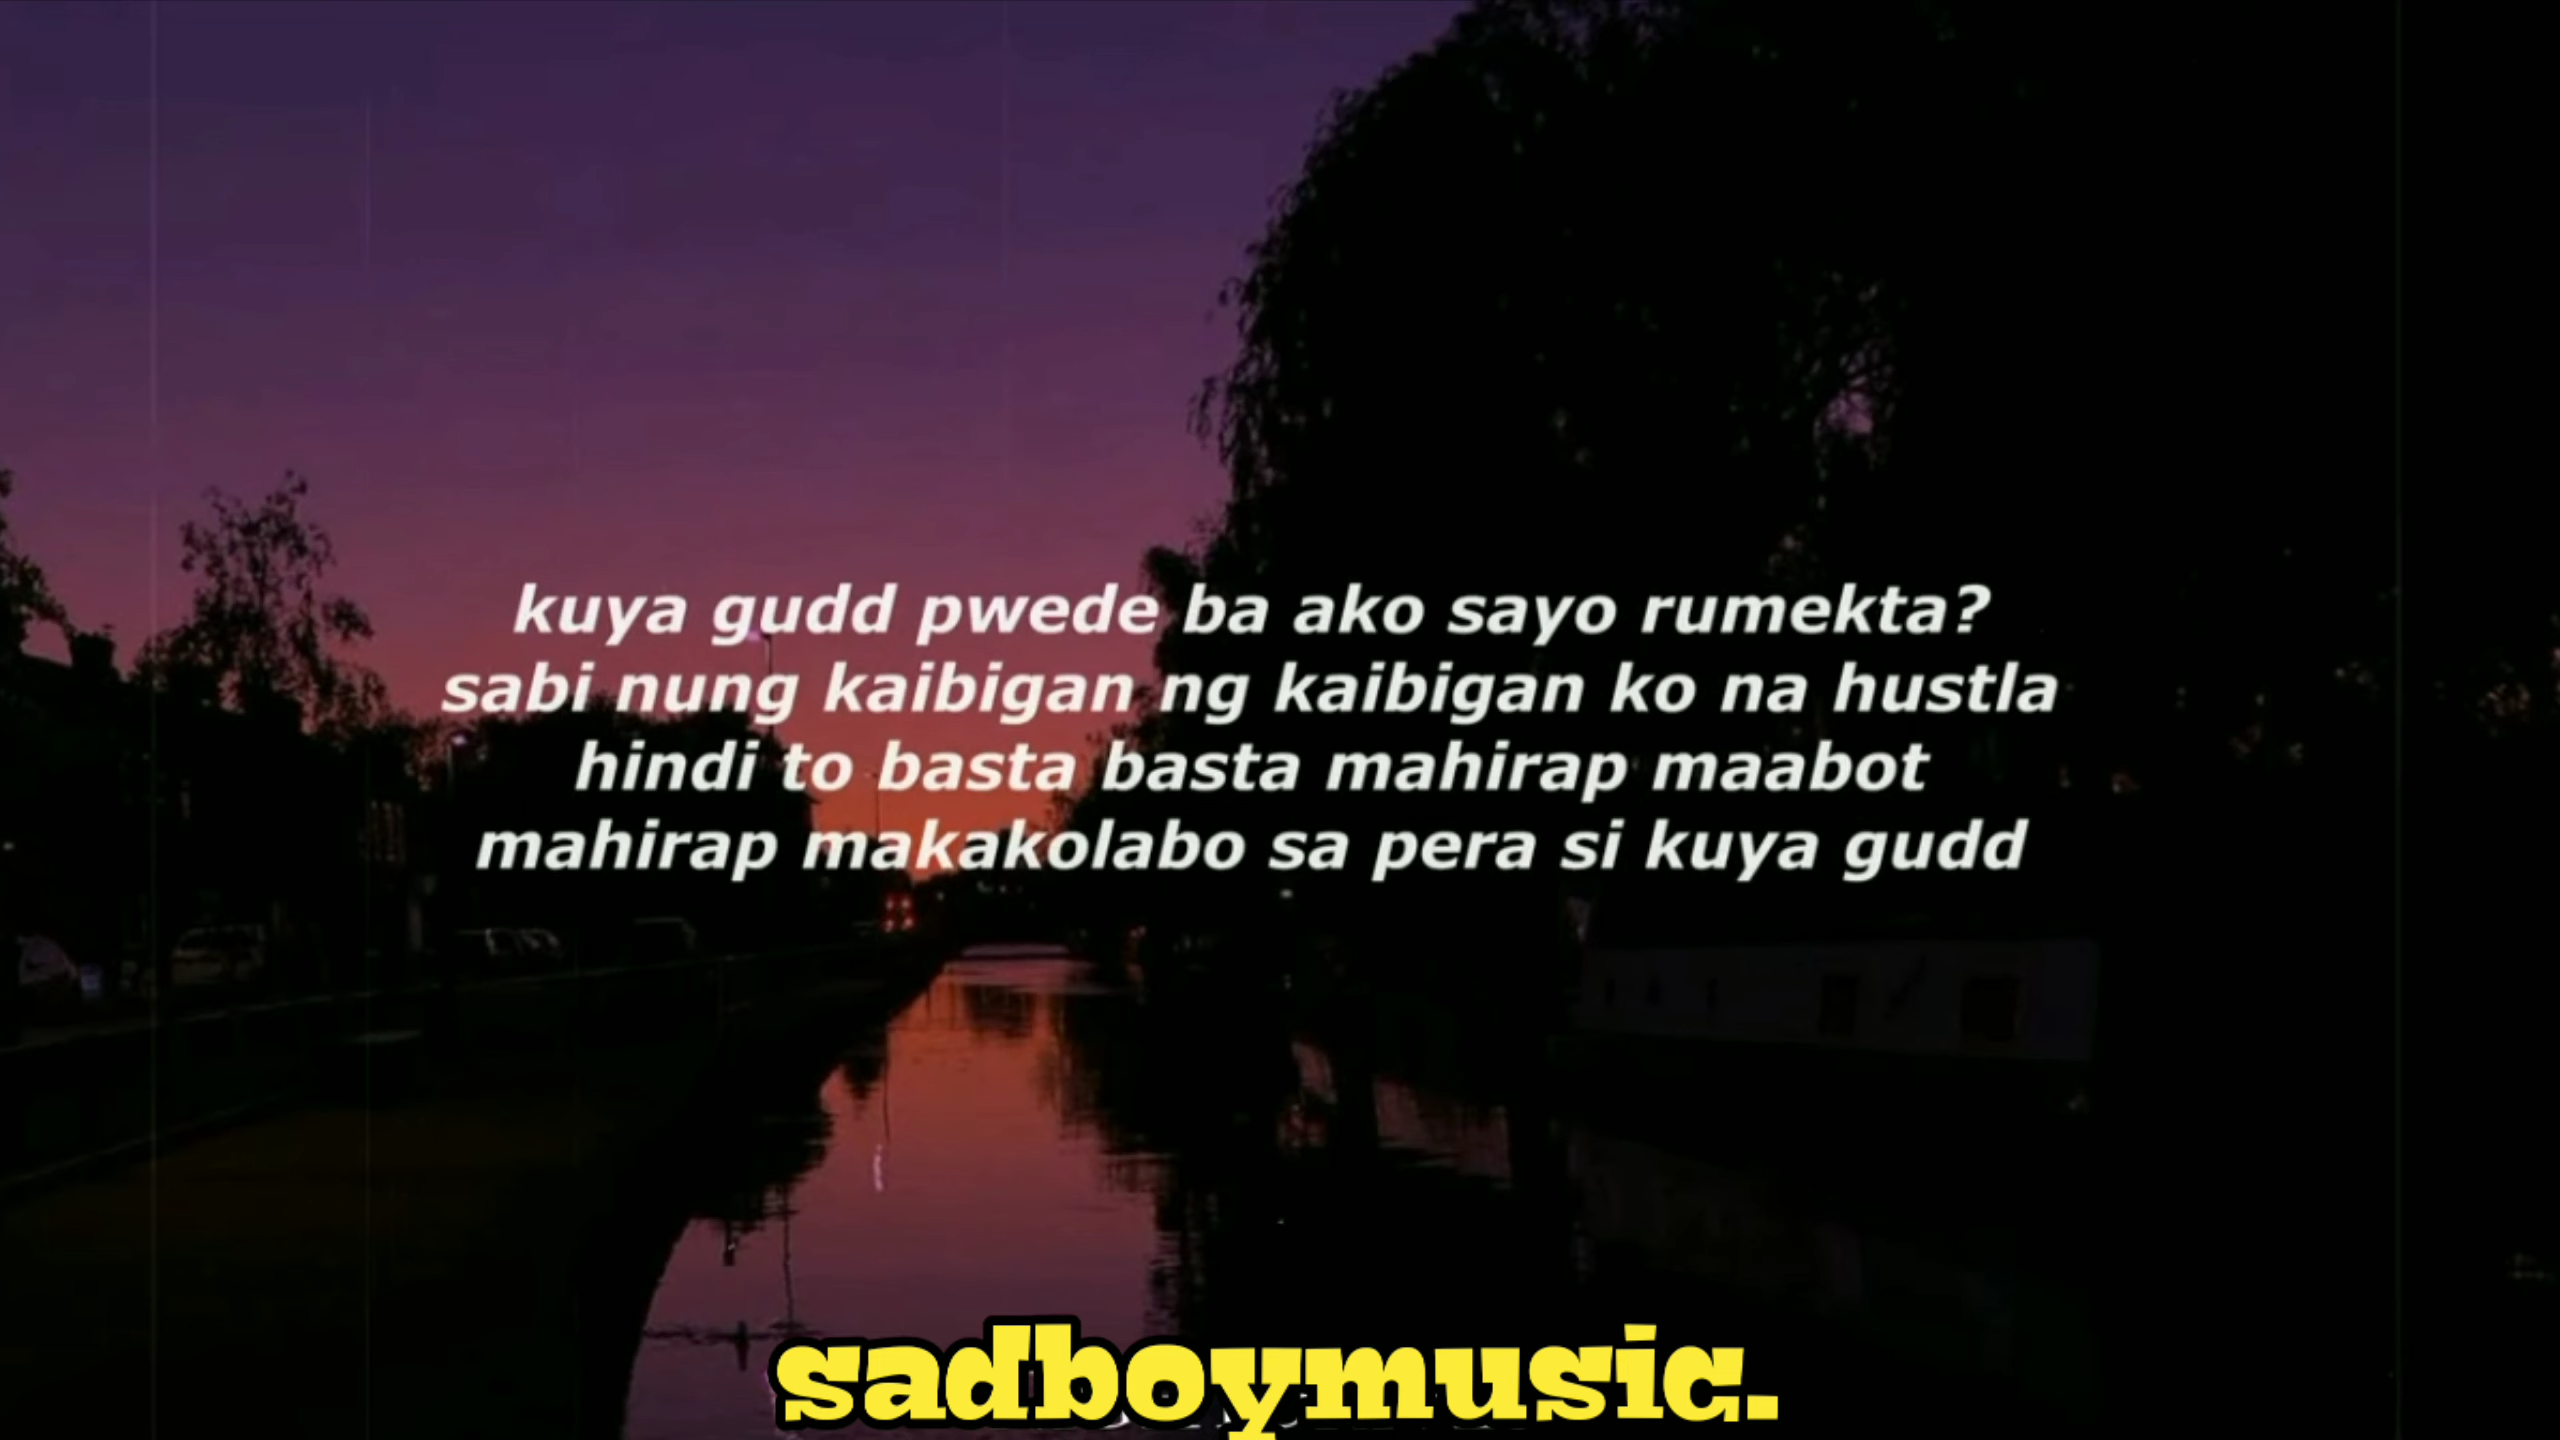 kuya gudd pwede ba ako sayo rumekta?
sabi nung kaibigan ng kaibigan ko na hustla
hindi to basta basta mahirap maabot
mahirap makakolabo sa pera si kuya gudd
sadboymusic.